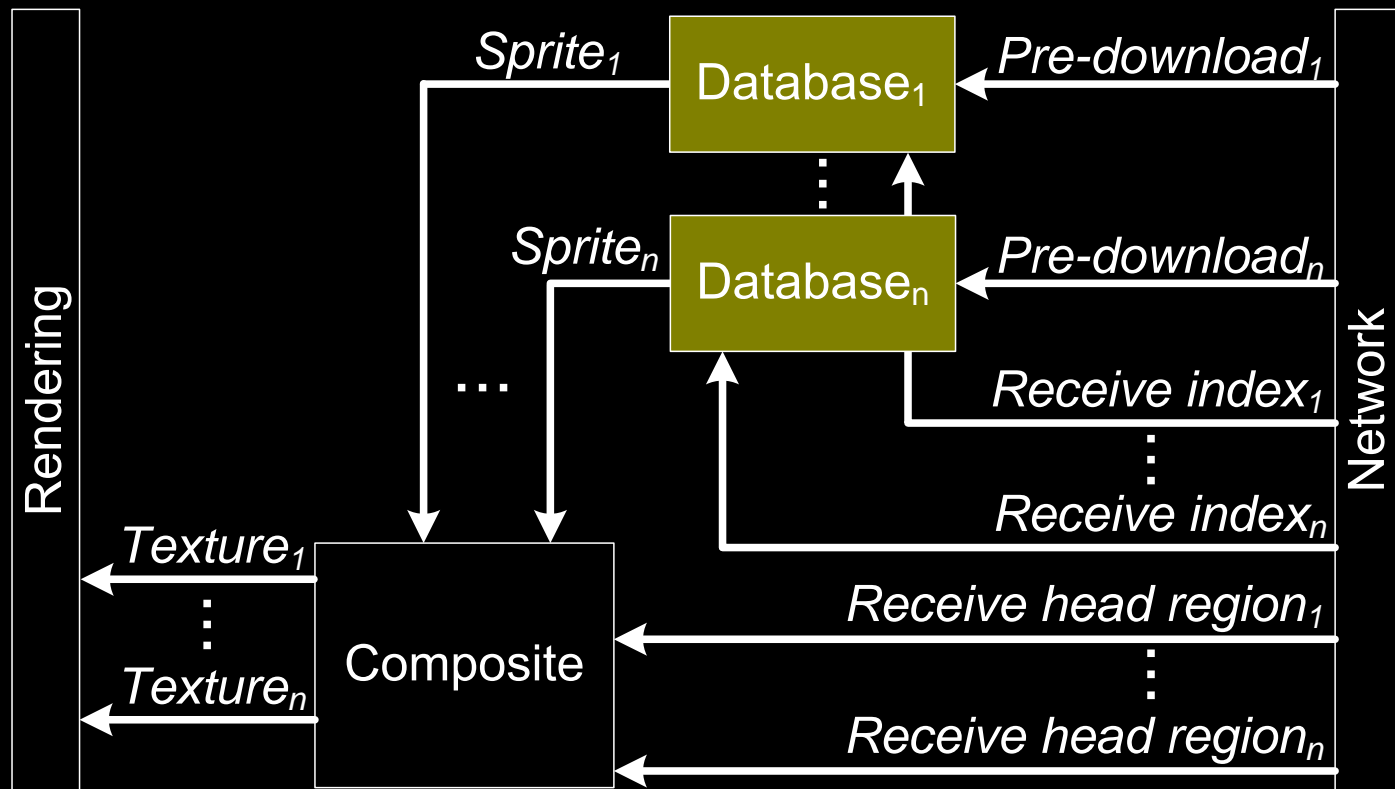 Sprite₁
Database₁
Pre-download₁
Spriteₙ
Databaseₙ
Pre-downloadₙ
Rendering
Network
Receive index₁
Receive indexₙ
Texture₁
Textureₙ
Composite
Receive head region₁
Receive head regionₙ